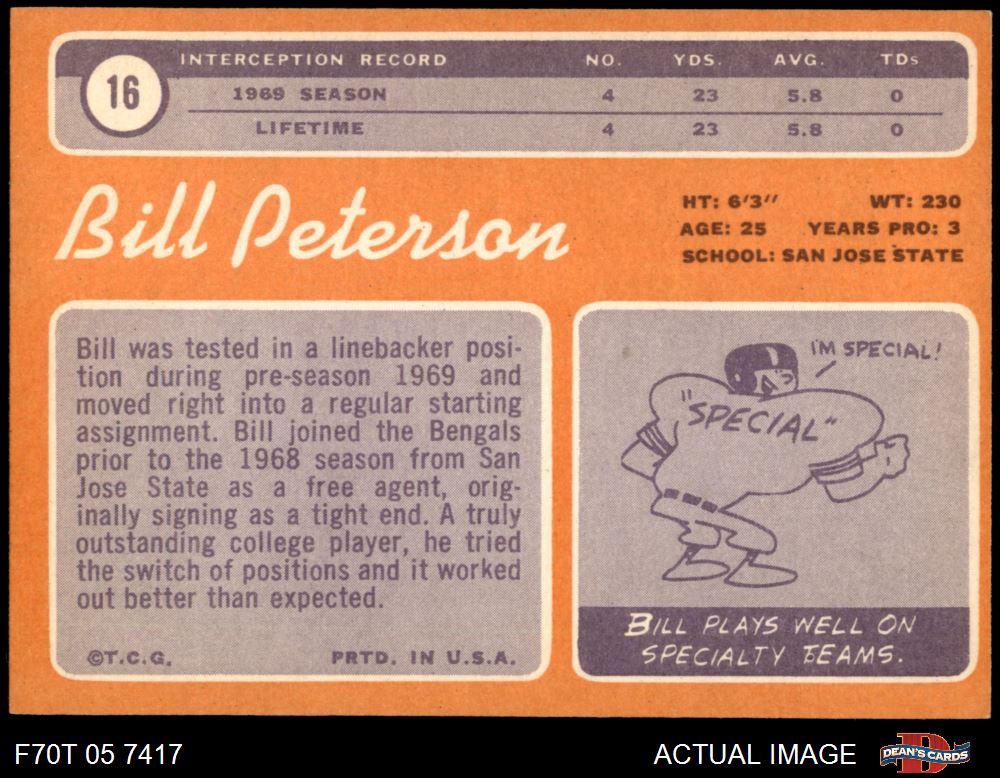 INTERCEPTION RECORD NO. YDS. AVG. TDs
16
1969 SEASON 4 23 5.8 0
LIFETIME 4 23 5.8 0
Bill Peterson
HT: 6'3" WT: 230
AGE: 25 YEARS PRO: 3
SCHOOL: SAN JOSE STATE
Bill was tested in a linebacker posi-
tion during pre-season 1969 and
moved right into a regular starting
assignment. Bill joined the Bengals
prior to the 1968 season from San
Jose State as a free agent, orig-
inally signing as a tight end. A truly
outstanding college player, he tried
the switch of positions and it worked
out better than expected.
©T.C.G. PRTD. IN U.S.A.
I'M SPECIAL!
"SPECIAL"
BILL PLAYS WELL ON
SPECIALTY TEAMS.
F70T 05 7417 ACTUAL IMAGE
D
DEAN'S CARDS